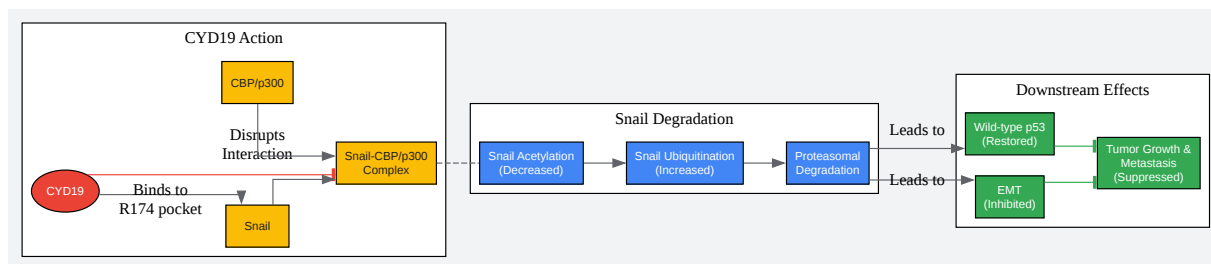 CYD19 Action
CBP/p300
Disrupts
Interaction
Snail-CBP/p300
Complex
CYD19
Binds to
R174 pocket
Snail
Snail Degradation
Snail Acetylation
(Decreased)
Snail Ubiquitination
(Increased)
Proteasomal
Degradation
Leads to
Leads to
Downstream Effects
Wild-type p53
(Restored)
EMT
(Inhibited)
Tumor Growth &
Metastasis
(Suppressed)